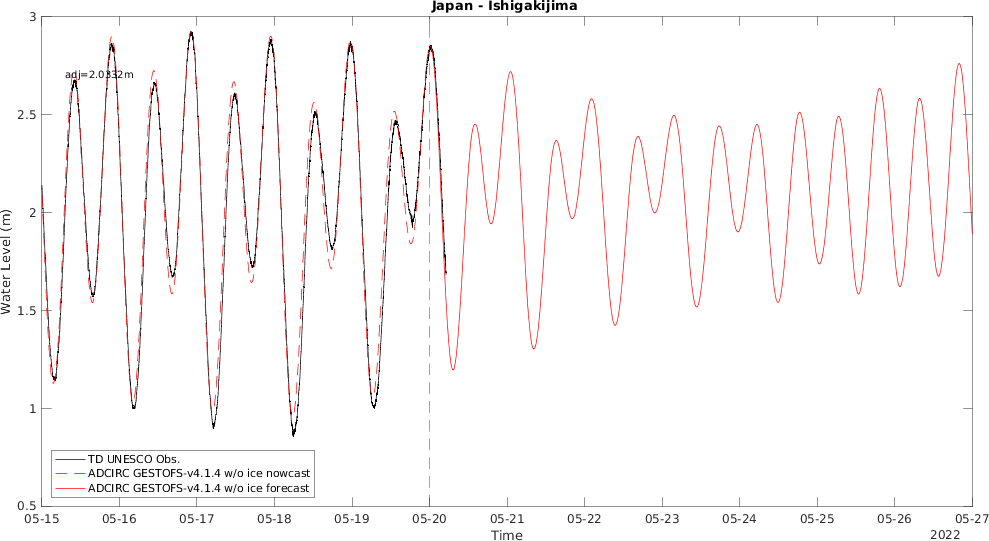 Japan - Ishigakijima
adj=2.0332m
Water Level (m)
3
2.5
2
1.5
1
0.5
TD UNESCO Obs.
ADCIRC GESTOFS-v4.1.4 w/o ice nowcast
ADCIRC GESTOFS-v4.1.4 w/o ice forecast
05-15 05-16 05-17 05-18 05-19 05-20 05-21 05-22 05-23 05-24 05-25 05-26 05-27
Time
2022